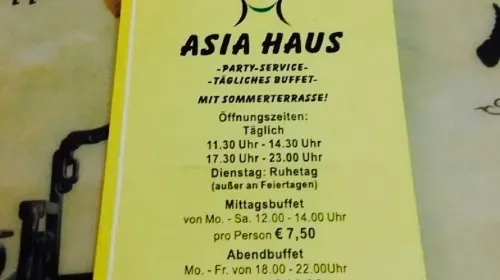 ASIA HAUS
-PARTY-SERVICE-
-TÄGLICHES BUFFET-
MIT SOMMERTERRASSE!
Öffnungszeiten:
Täglich
11.30 Uhr - 14.30 Uhr
17.30 Uhr - 23.00 Uhr
Dienstag: Ruhetag
(außer an Feiertagen)
Mittagsbuffet
von Mo. - Sa. 12.00 - 14.00 Uhr
pro Person € 7,50
Abendbuffet
Mo. - Fr. von 18.00 - 22.00Uhr